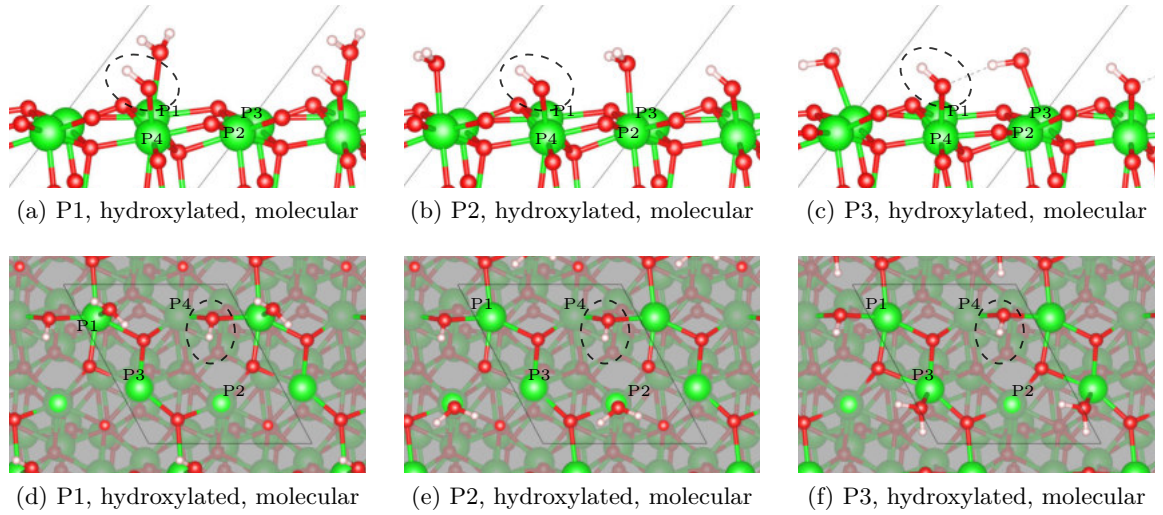 P1
P3
P2
P4
P1
P3
P2
P4
P1
P3
P2
P4
(a) P1, hydroxylated, molecular
(b) P2, hydroxylated, molecular
(c) P3, hydroxylated, molecular
P4
P1
P3
P2
P1
P4
P3
P2
P1
P4
P3
P2
(d) P1, hydroxylated, molecular
(e) P2, hydroxylated, molecular
(f) P3, hydroxylated, molecular